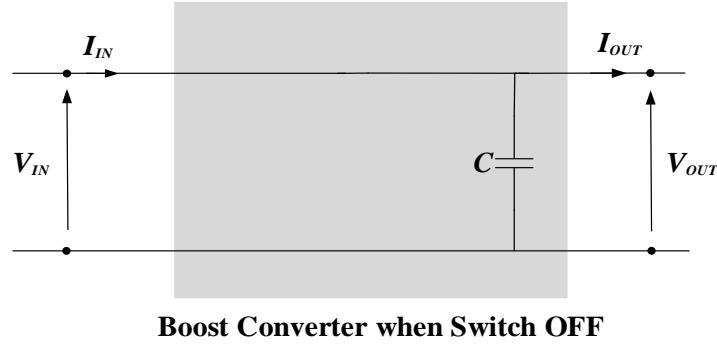 I_IN I_OUT
V_IN C V_OUT
Boost Converter when Switch OFF